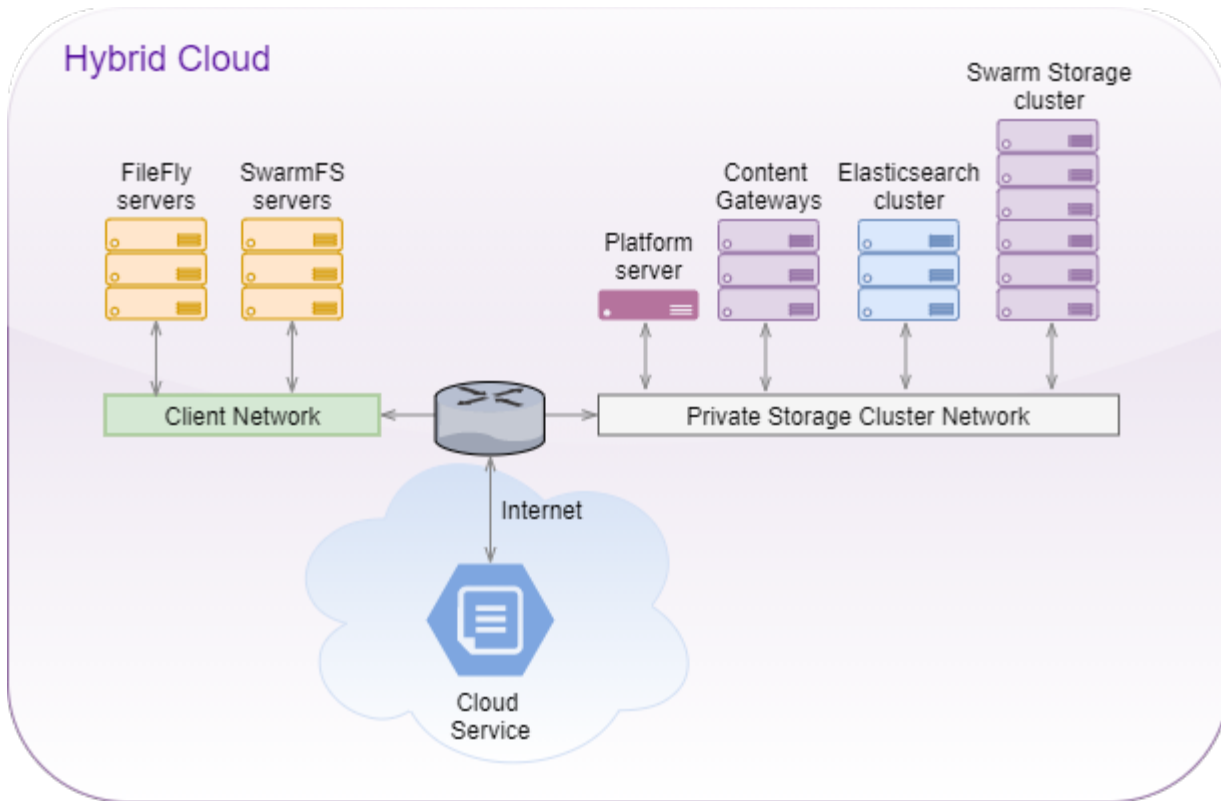 Hybrid Cloud
Swarm Storage
cluster
FileFly
servers
SwarmFS
servers
Platform
server
Content
Gateways
Elasticsearch
cluster
Client Network
Private Storage Cluster Network
Internet
Cloud
Service